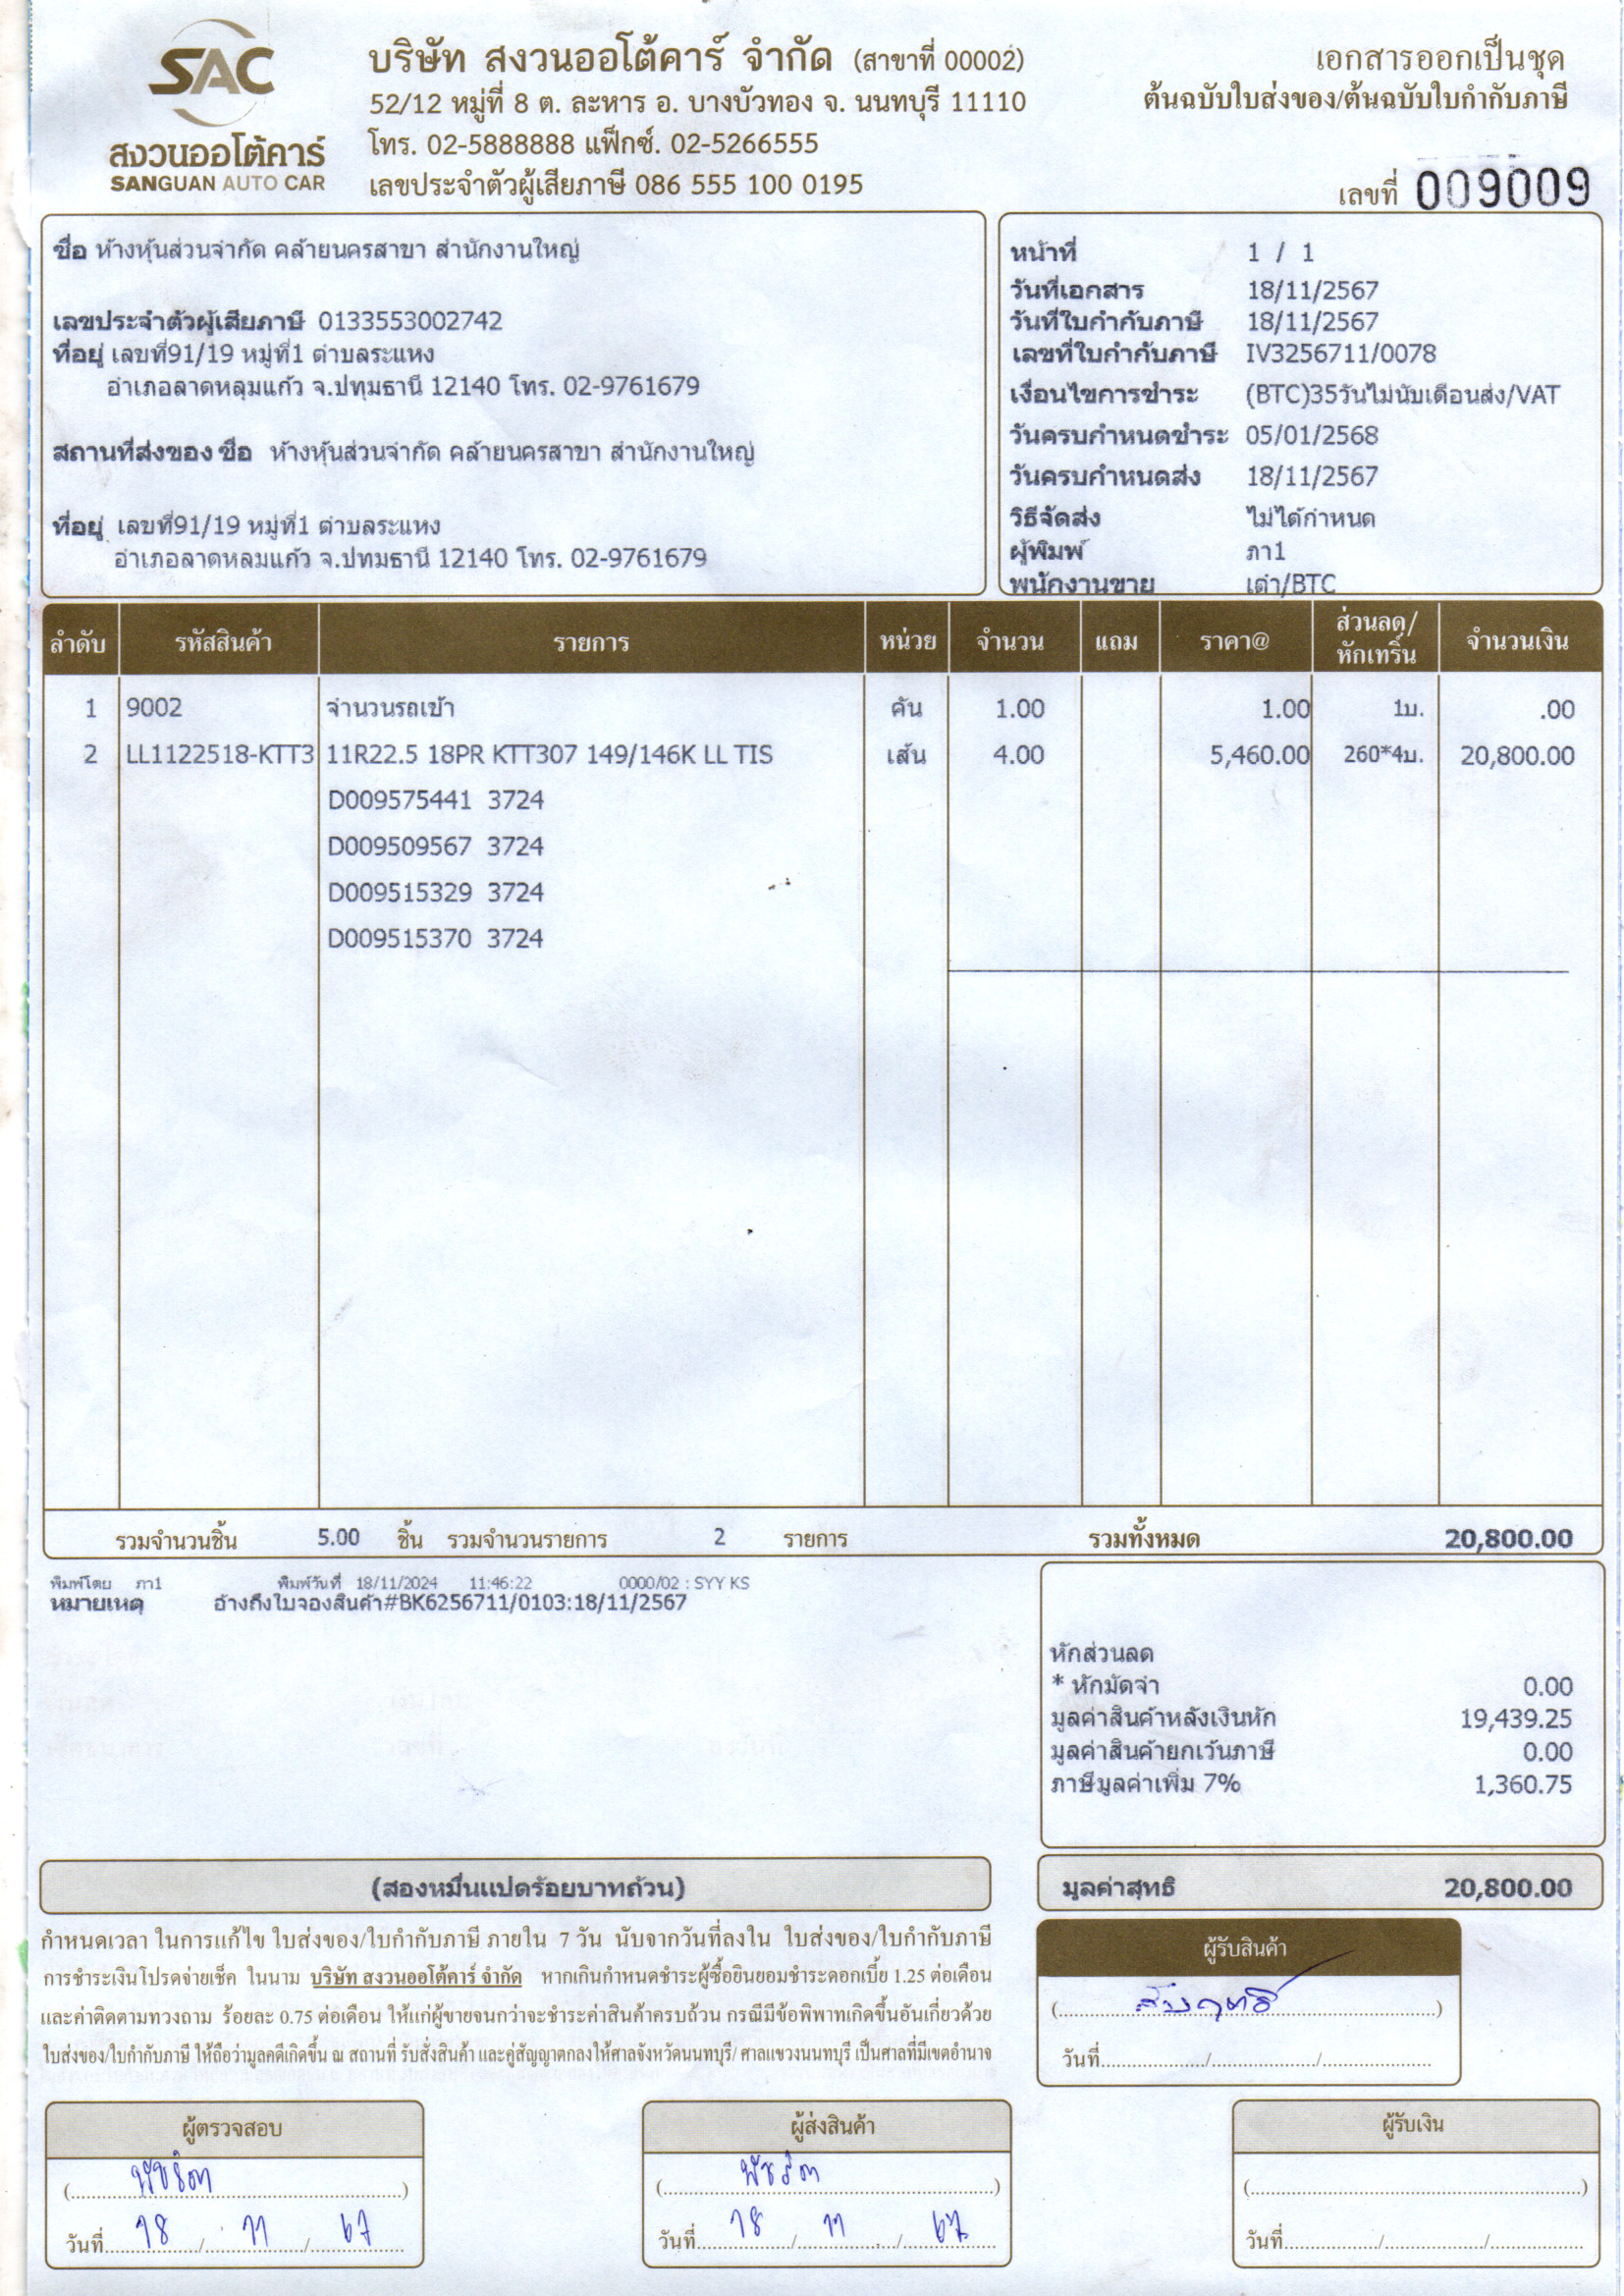 SAC
สงวนออโต้คาร์
SANGUAN AUTO CAR
บริษัท สงวนออโต้คาร์ จำกัด (สาขาที่ 00002)
52/12 หมู่ที่ 8 ต. ละหาร อ. บางบัวทอง จ. นนทบุรี 11110
โทร. 02-5888888 แฟ็กซ์. 02-5266555
เลขประจำตัวผู้เสียภาษี 086 555 100 0195
เอกสารออกเป็นชุด
ต้นฉบับใบส่งของ/ต้นฉบับใบกำกับภาษี
เลขที่ 009009
ชื่อ ห้างหุ้นส่วนจำกัด คล้ายนครสาขา สำนักงานใหญ่
เลขประจำตัวผู้เสียภาษี 0133553002742
ที่อยู่ เลขที่91/19 หมู่ที่1 ตำบลระแหง
อำเภอลาดหลุมแก้ว จ.ปทุมธานี 12140 โทร. 02-9761679
สถานที่ส่งของ ชื่อ ห้างหุ้นส่วนจำกัด คล้ายนครสาขา สำนักงานใหญ่
ที่อยู่ เลขที่91/19 หมู่ที่1 ตำบลระแหง
อำเภอลาดหลุมแก้ว จ.ปทุมธานี 12140 โทร. 02-9761679
หน้าที่ 1 / 1
วันที่เอกสาร 18/11/2567
วันที่ใบกำกับภาษี 18/11/2567
เลขที่ใบกำกับภาษี IV3256711/0078
เงื่อนไขการชำระ (BTC)35วันไม่นับเดือนส่ง/VAT
วันครบกำหนดชำระ 05/01/2568
วันครบกำหนดส่ง 18/11/2567
วิธีจัดส่ง ไม่ได้กำหนด
ผู้พิมพ์ ภา1
พนักงานขาย เต่า/BTC
ลำดับ รหัสสินค้า รายการ หน่วย จำนวน แถม ราคา@ ส่วนลด/หักเทริ์น จำนวนเงิน
1 9002 จำนวนรถเข้า คัน 1.00 1.00 1บ. .00
2 LL1122518-KTT3 11R22.5 18PR KTT307 149/146K LL TIS เส้น 4.00 5,460.00 260*4บ. 20,800.00
D009575441 3724
D009509567 3724
D009515329 3724
D009515370 3724
รวมจำนวนชิ้น 5.00 ชิ้น รวมจำนวนรายการ 2 รายการ รวมทั้งหมด 20,800.00
พิมพ์โดย ภา1 พิมพ์วันที่ 18/11/2024 11:46:22 0000/02 : SYY KS
หมายเหตุ อ้างถึงใบจองสินค้า#BK6256711/0103:18/11/2567
หักส่วนลด
* หักมัดจำ 0.00
มูลค่าสินค้าหลังเงินหัก 19,439.25
มูลค่าสินค้ายกเว้นภาษี 0.00
ภาษีมูลค่าเพิ่ม 7% 1,360.75
(สองหมื่นแปดร้อยบาทถ้วน)
มูลค่าสุทธิ 20,800.00
กำหนดเวลา ในการแก้ไข ใบส่งของ/ใบกำกับภาษี ภายใน 7 วัน นับจากวันที่ลงใน ใบส่งของ/ใบกำกับภาษี
การชำระเงินโปรดจ่ายเช็ค ในนาม บริษัท สงวนออโต้คาร์ จำกัด หากเกินกำหนดชำระผู้ซื้อยินยอมชำระดอกเบี้ย 1.25 ต่อเดือน
และค่าติดตามทวงถาม ร้อยละ 0.75 ต่อเดือน ให้แก่ผู้ขายจนกว่าจะชำระค่าสินค้าครบถ้วน กรณีมีข้อพิพาทเกิดขึ้นอันเกี่ยวด้วย
ใบส่งของ/ใบกำกับภาษี ให้ถือว่ามูลคดีเกิดขึ้น ณ สถานที่ รับสั่งสินค้า และคู่สัญญาตกลงให้ศาลจังหวัดนนทบุรี/ ศาลแขวงนนทบุรี เป็นศาลที่มีเขตอำนาจ
ผู้รับสินค้า
วันที่
ผู้ตรวจสอบ
พัชริดา
วันที่ 18 / 11 / 67
ผู้ส่งสินค้า
พัชริดา
วันที่ 18 / 11 / 67
ผู้รับเงิน
วันที่